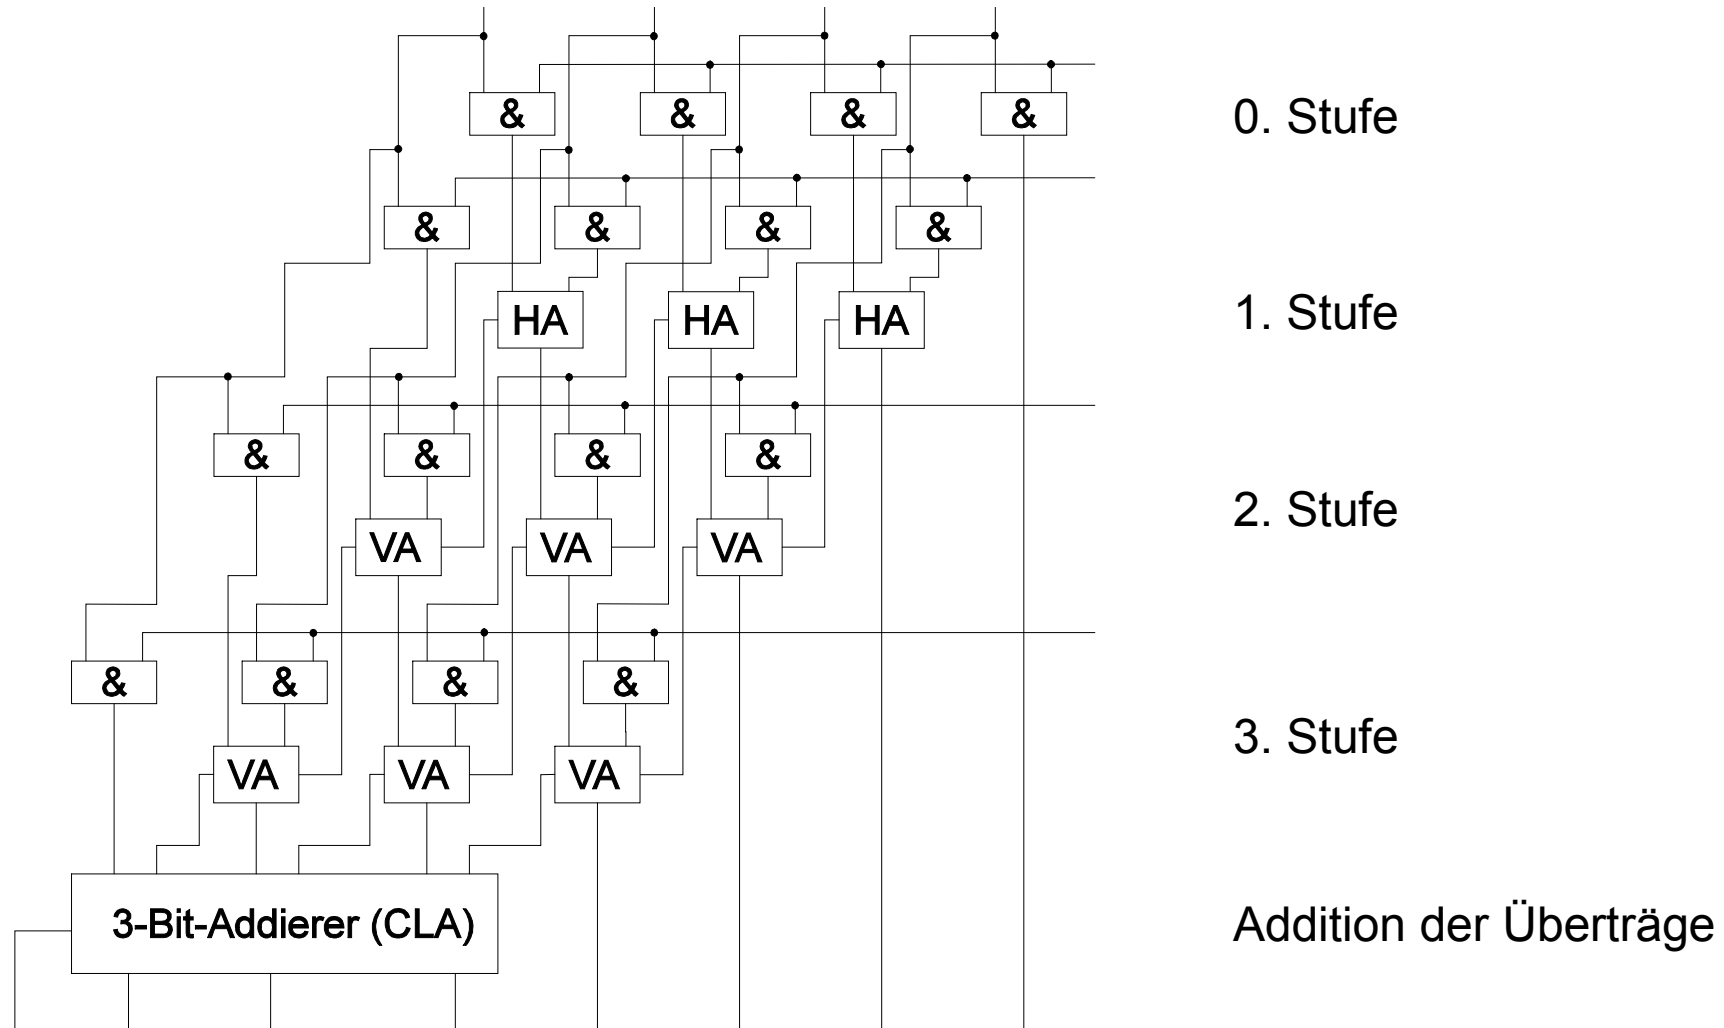 & & & & 0. Stufe
& & & &
HA HA HA 1. Stufe
& & & &
2. Stufe
VA VA VA
& & & &
3. Stufe
VA VA VA
3-Bit-Addierer (CLA) Addition der Überträge